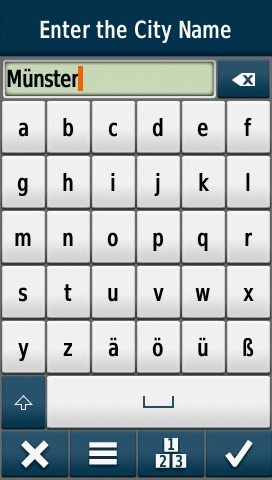 Enter the City Name
Münster
a b c d e f
g h i j k l
m n o p q r
s t u v w x
y z ä ö ü ß
1
2 3